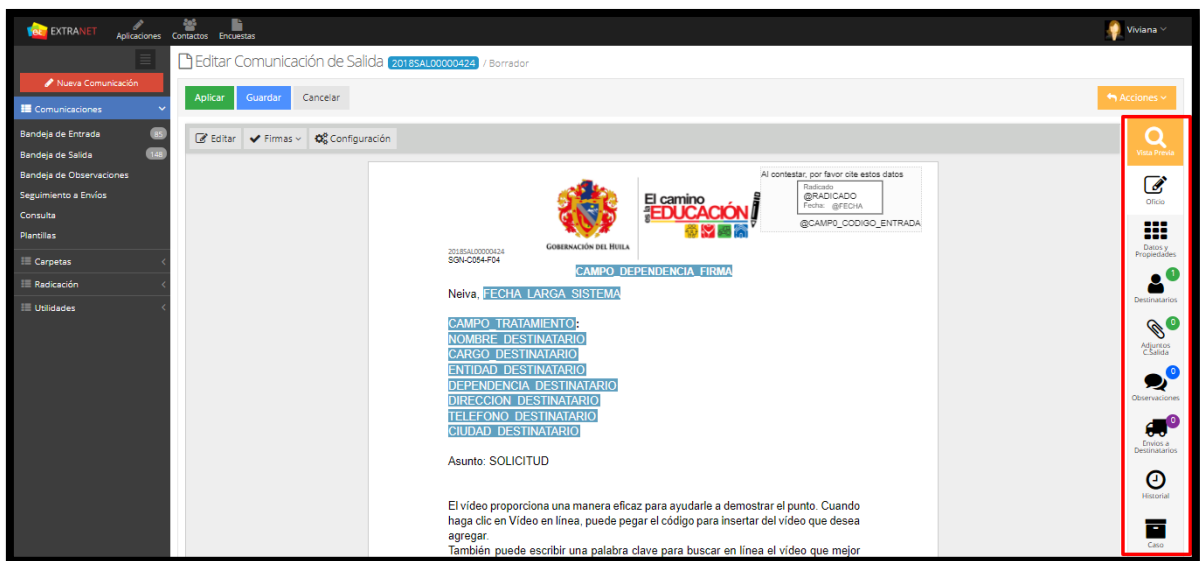 EXTRANET
Aplicaciones
Contactos
Encuestas
Viviana
Nueva Comunicación
Comunicaciones
Bandeja de Entrada 85
Bandeja de Salida 148
Bandeja de Observaciones
Seguimiento a Envíos
Consulta
Plantillas
Carpetas
Radicación
Utilidades
Editar Comunicación de Salida 2018SAL00000424 / Borrador
Aplicar
Guardar
Cancelar
Acciones
Editar
Firmas
Configuración
GOBERNACIÓN DEL HUILA
El camino
es la EDUCACIÓN
Al contestar, por favor cite estos datos
Radicado
@RADICADO
Fecha: @FECHA
@CAMP0_CODIGO_ENTRADA
2018SAL00000424
SGN-C054-F04
CAMPO_DEPENDENCIA_FIRMA
Neiva, FECHA_LARGA_SISTEMA
CAMPO_TRATAMIENTO:
NOMBRE_DESTINATARIO
CARGO_DESTINATARIO
ENTIDAD_DESTINATARIO
DEPENDENCIA_DESTINATARIO
DIRECCION_DESTINATARIO
TELEFONO_DESTINATARIO
CIUDAD_DESTINATARIO
Asunto: SOLICITUD
El vídeo proporciona una manera eficaz para ayudarle a demostrar el punto. Cuando
haga clic en Vídeo en línea, puede pegar el código para insertar del vídeo que desea
agregar.
También puede escribir una palabra clave para buscar en línea el vídeo que mejor
Vista Previa
Oficio
Datos y
Propiedades
1
Destinatarios
0
Adjuntos
C.Salida
0
Observaciones
0
Envios a
Destinatarios
Historial
Caso